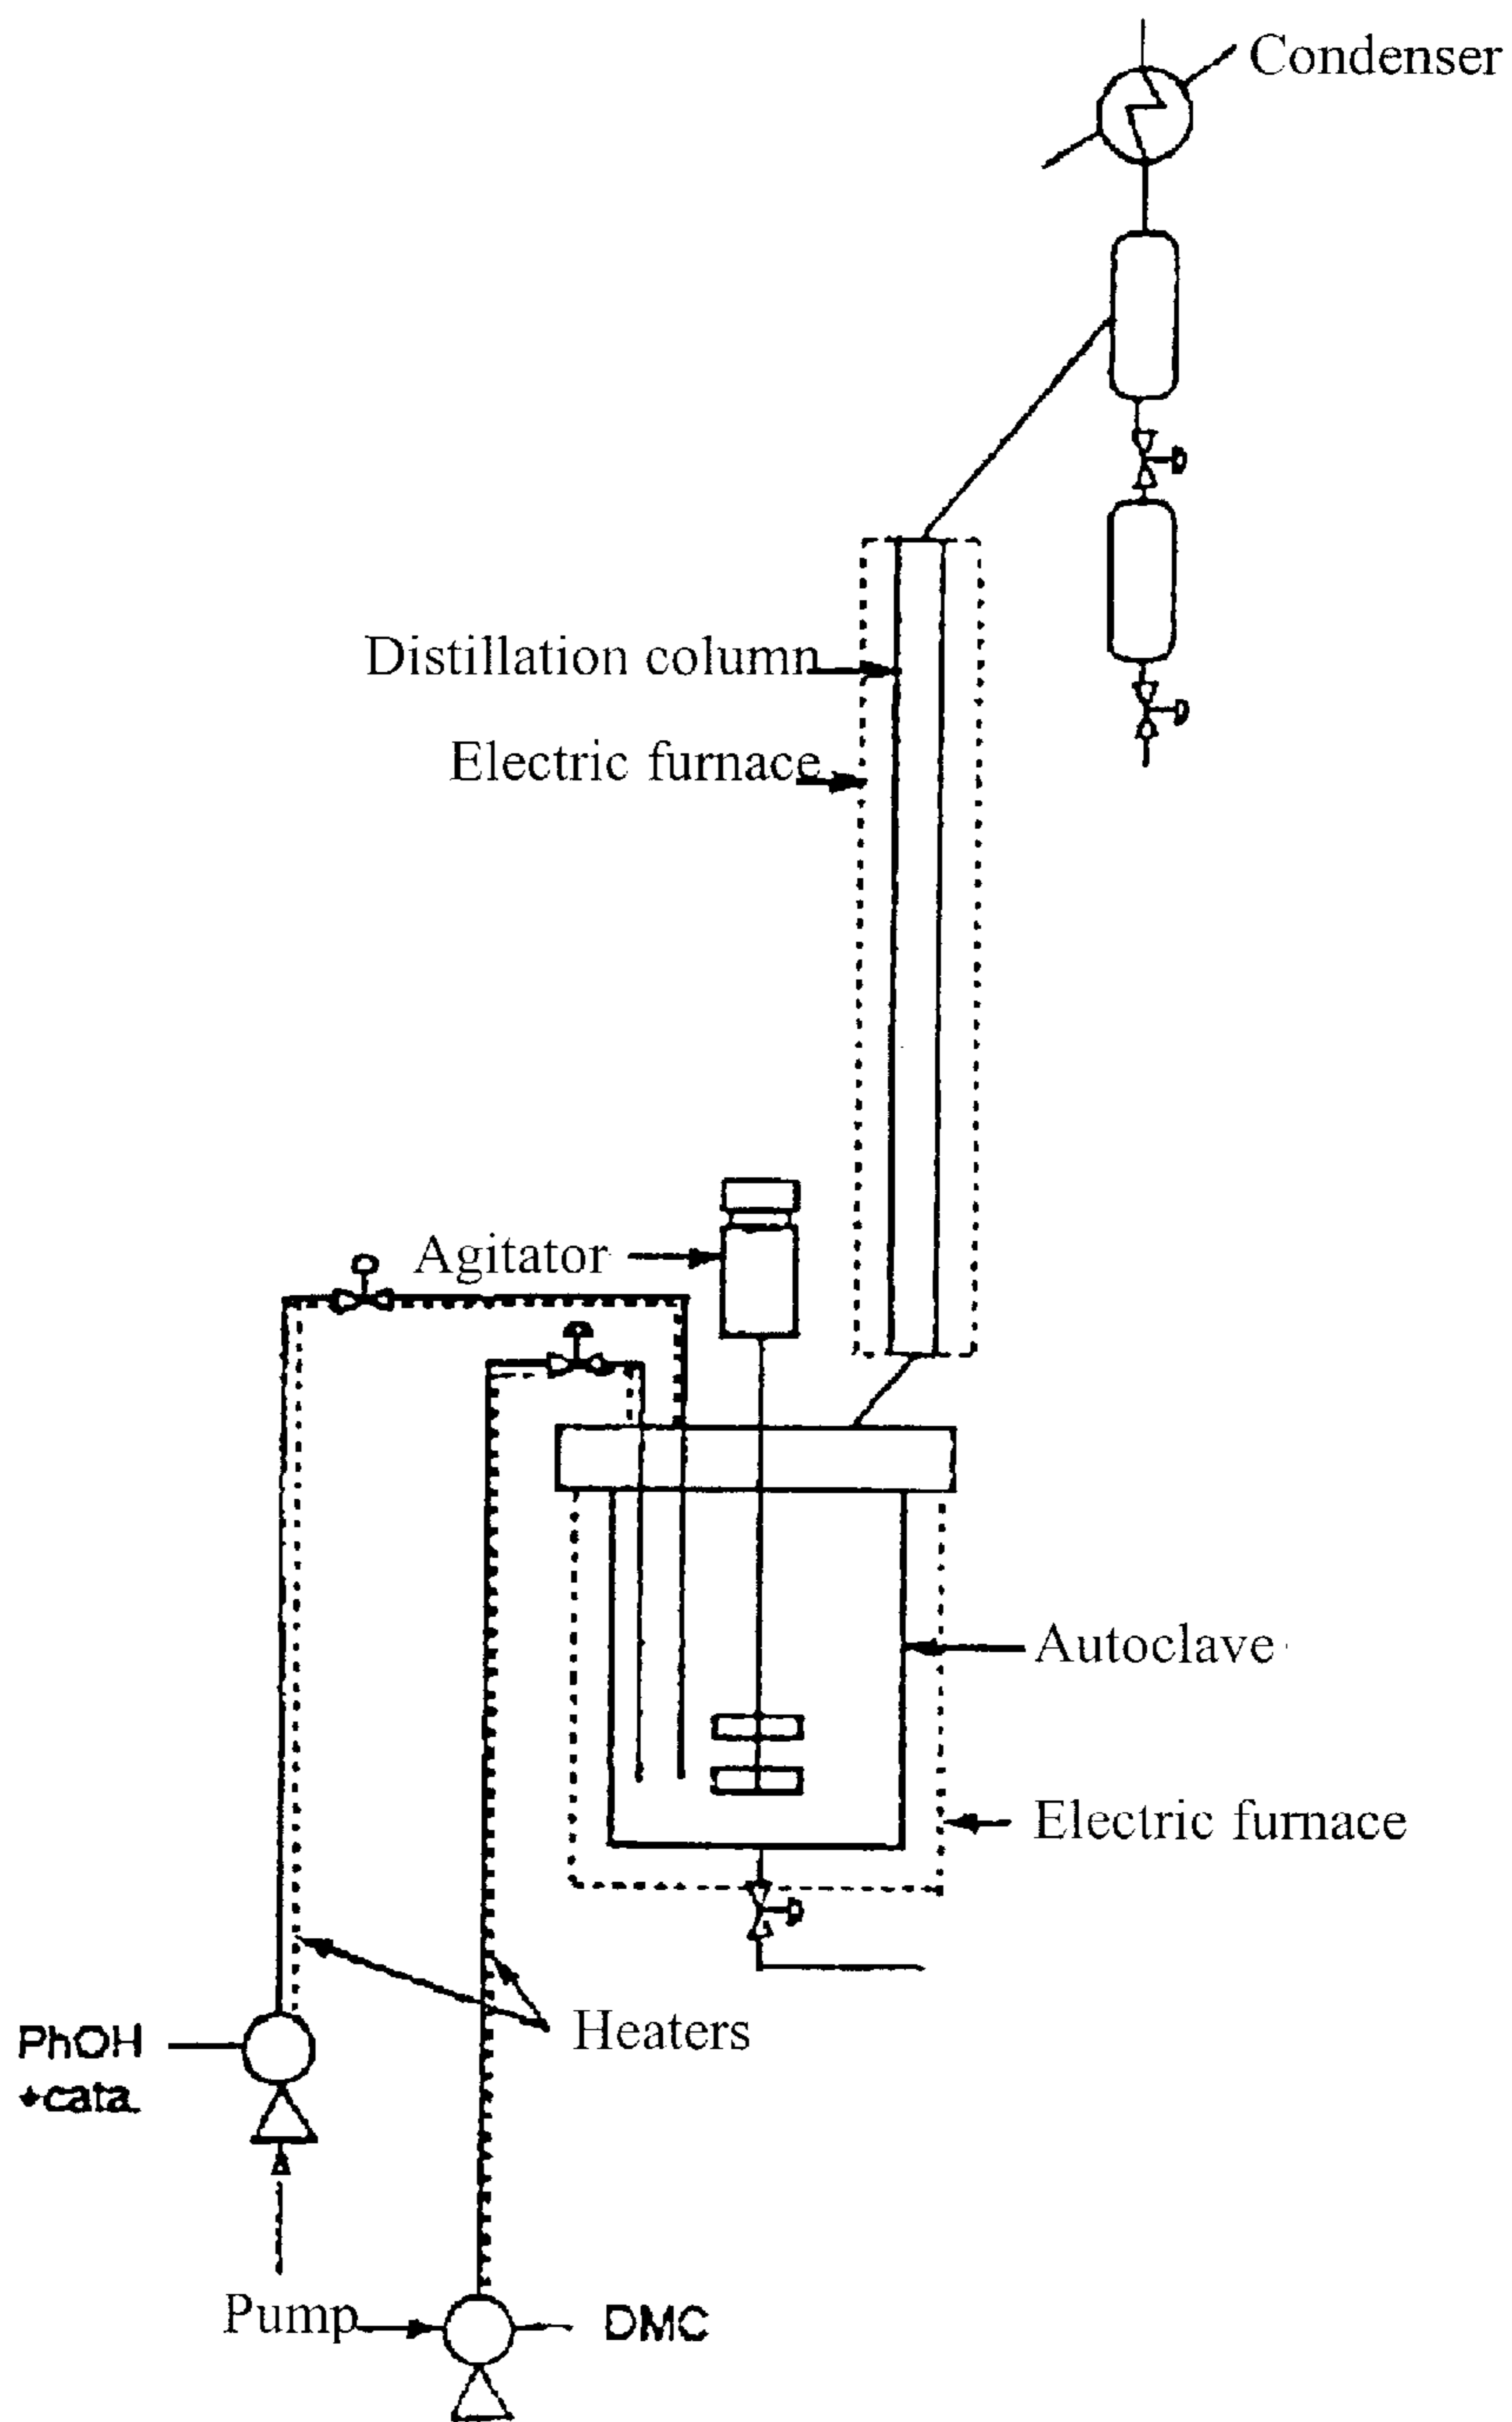 Condenser
Distillation column
Electric furnace
Agitator
Autoclave
Electric furnace
Heaters
PhOH
+cata.
Pump
DMC